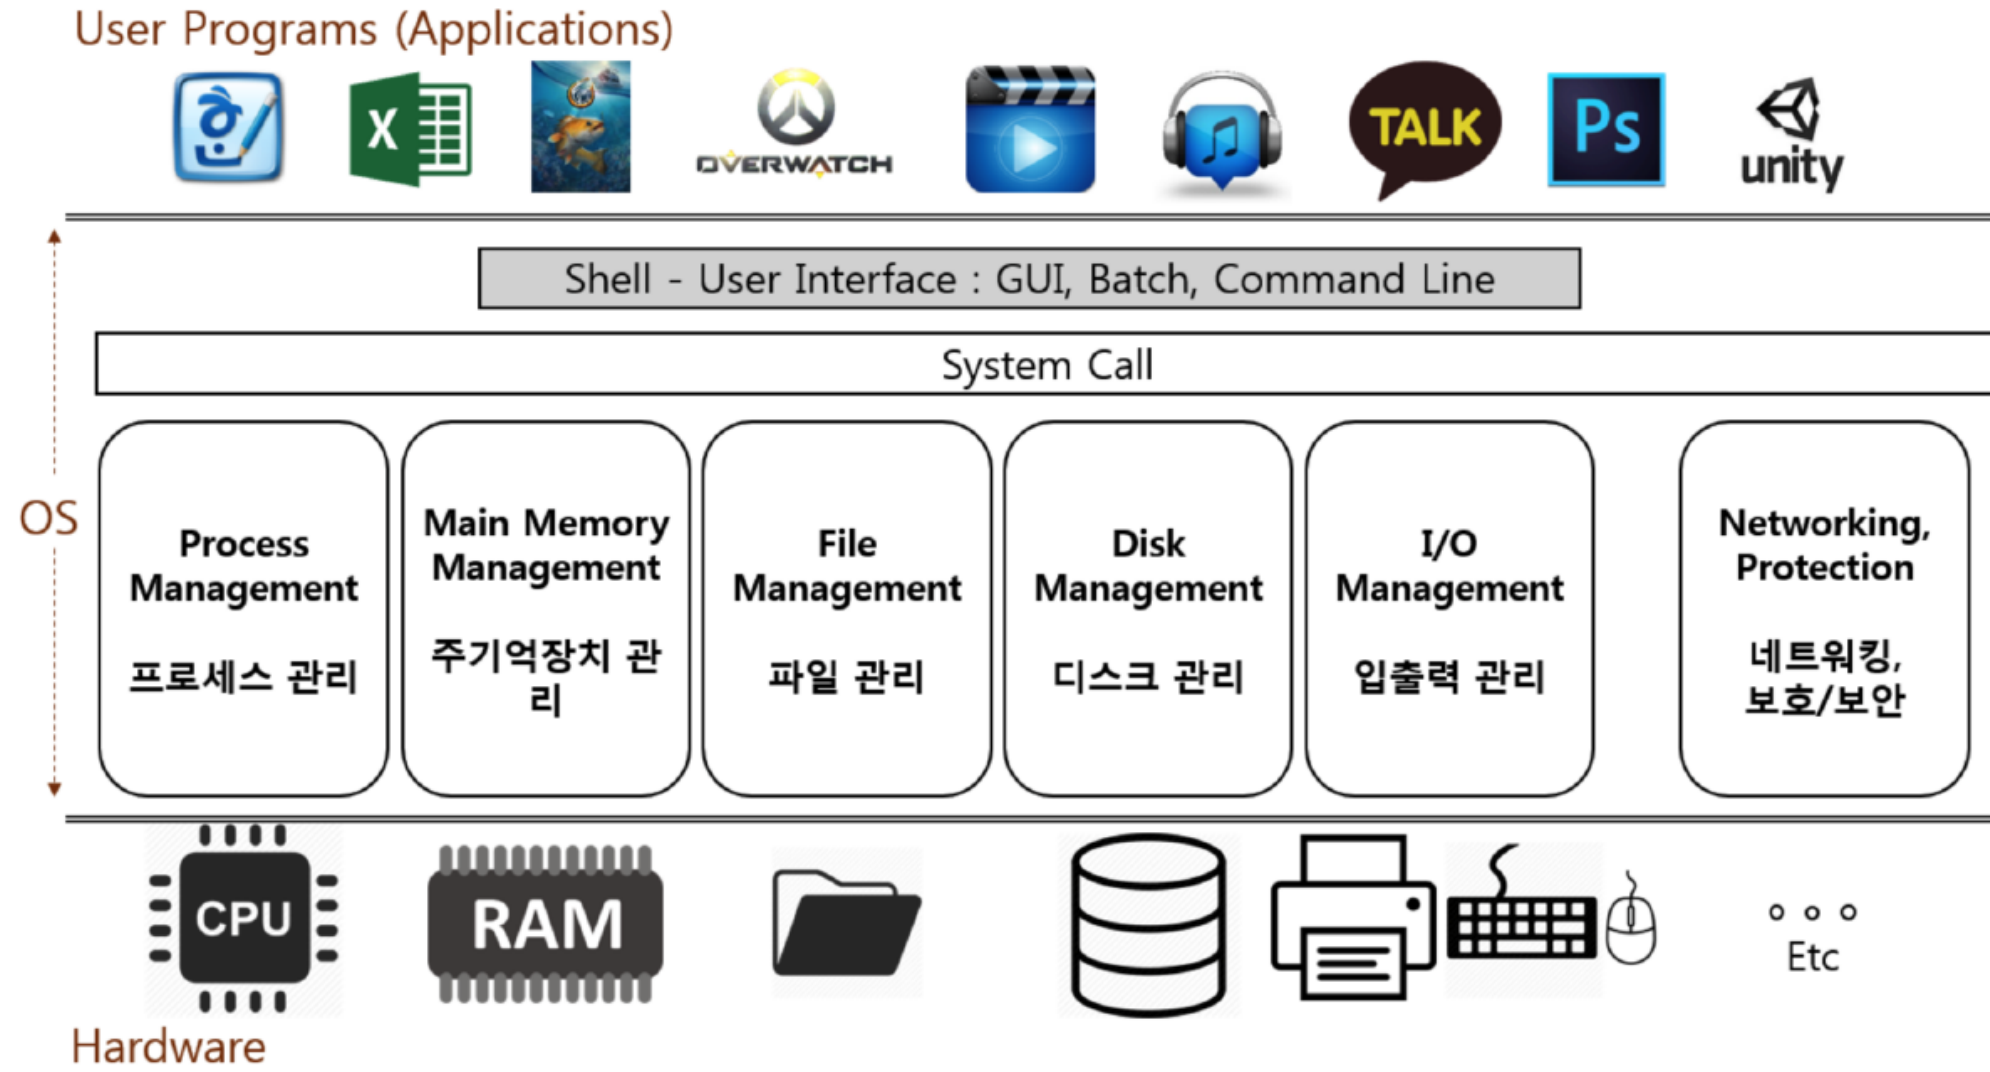 User Programs (Applications)
X
OVERWATCH
TALK
Ps
unity
Shell - User Interface : GUI, Batch, Command Line
System Call
OS
Process
Management
프로세스 관리
Main Memory
Management
주기억장치 관
리
File
Management
파일 관리
Disk
Management
디스크 관리
I/O
Management
입출력 관리
Networking,
Protection
네트워킹,
보호/보안
CPU
RAM
Etc
Hardware